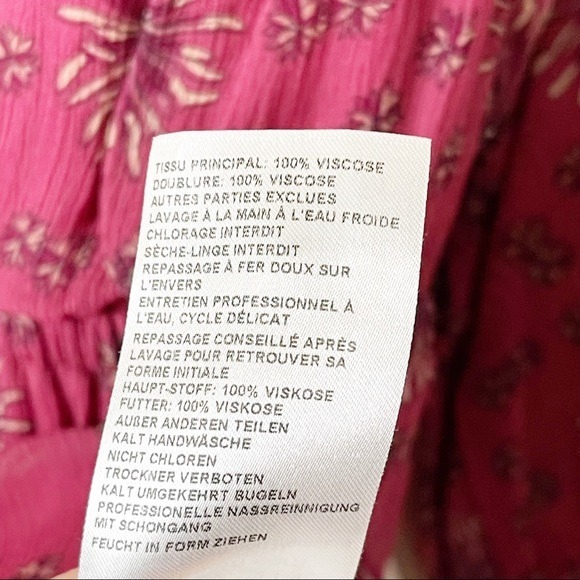 TISSU PRINCIPAL: 100% VISCOSE
DOUBLURE: 100% VISCOSE
AUTRES PARTIES EXCLUES
LAVAGE À LA MAIN À L'EAU FROIDE
CHLORAGE INTERDIT
SÈCHE-LINGE INTERDIT
REPASSAGE À FER DOUX SUR
L'ENVERS
ENTRETIEN PROFESSIONNEL À
L'EAU, CYCLE DÉLICAT
REPASSAGE CONSEILLÉ APRÈS
LAVAGE POUR RETROUVER SA
FORME INITIALE
HAUPT-STOFF: 100% VISKOSE
FUTTER: 100% VISKOSE
AUßER ANDEREN TEILEN
KALT HANDWÄSCHE
NICHT CHLOREN
TROCKNER VERBOTEN
KALT UMGEKEHRT BUGELN
PROFESSIONELLE NASSREINNIGUNG
MIT SCHONGANG
FEUCHT IN FORM ZIEHEN